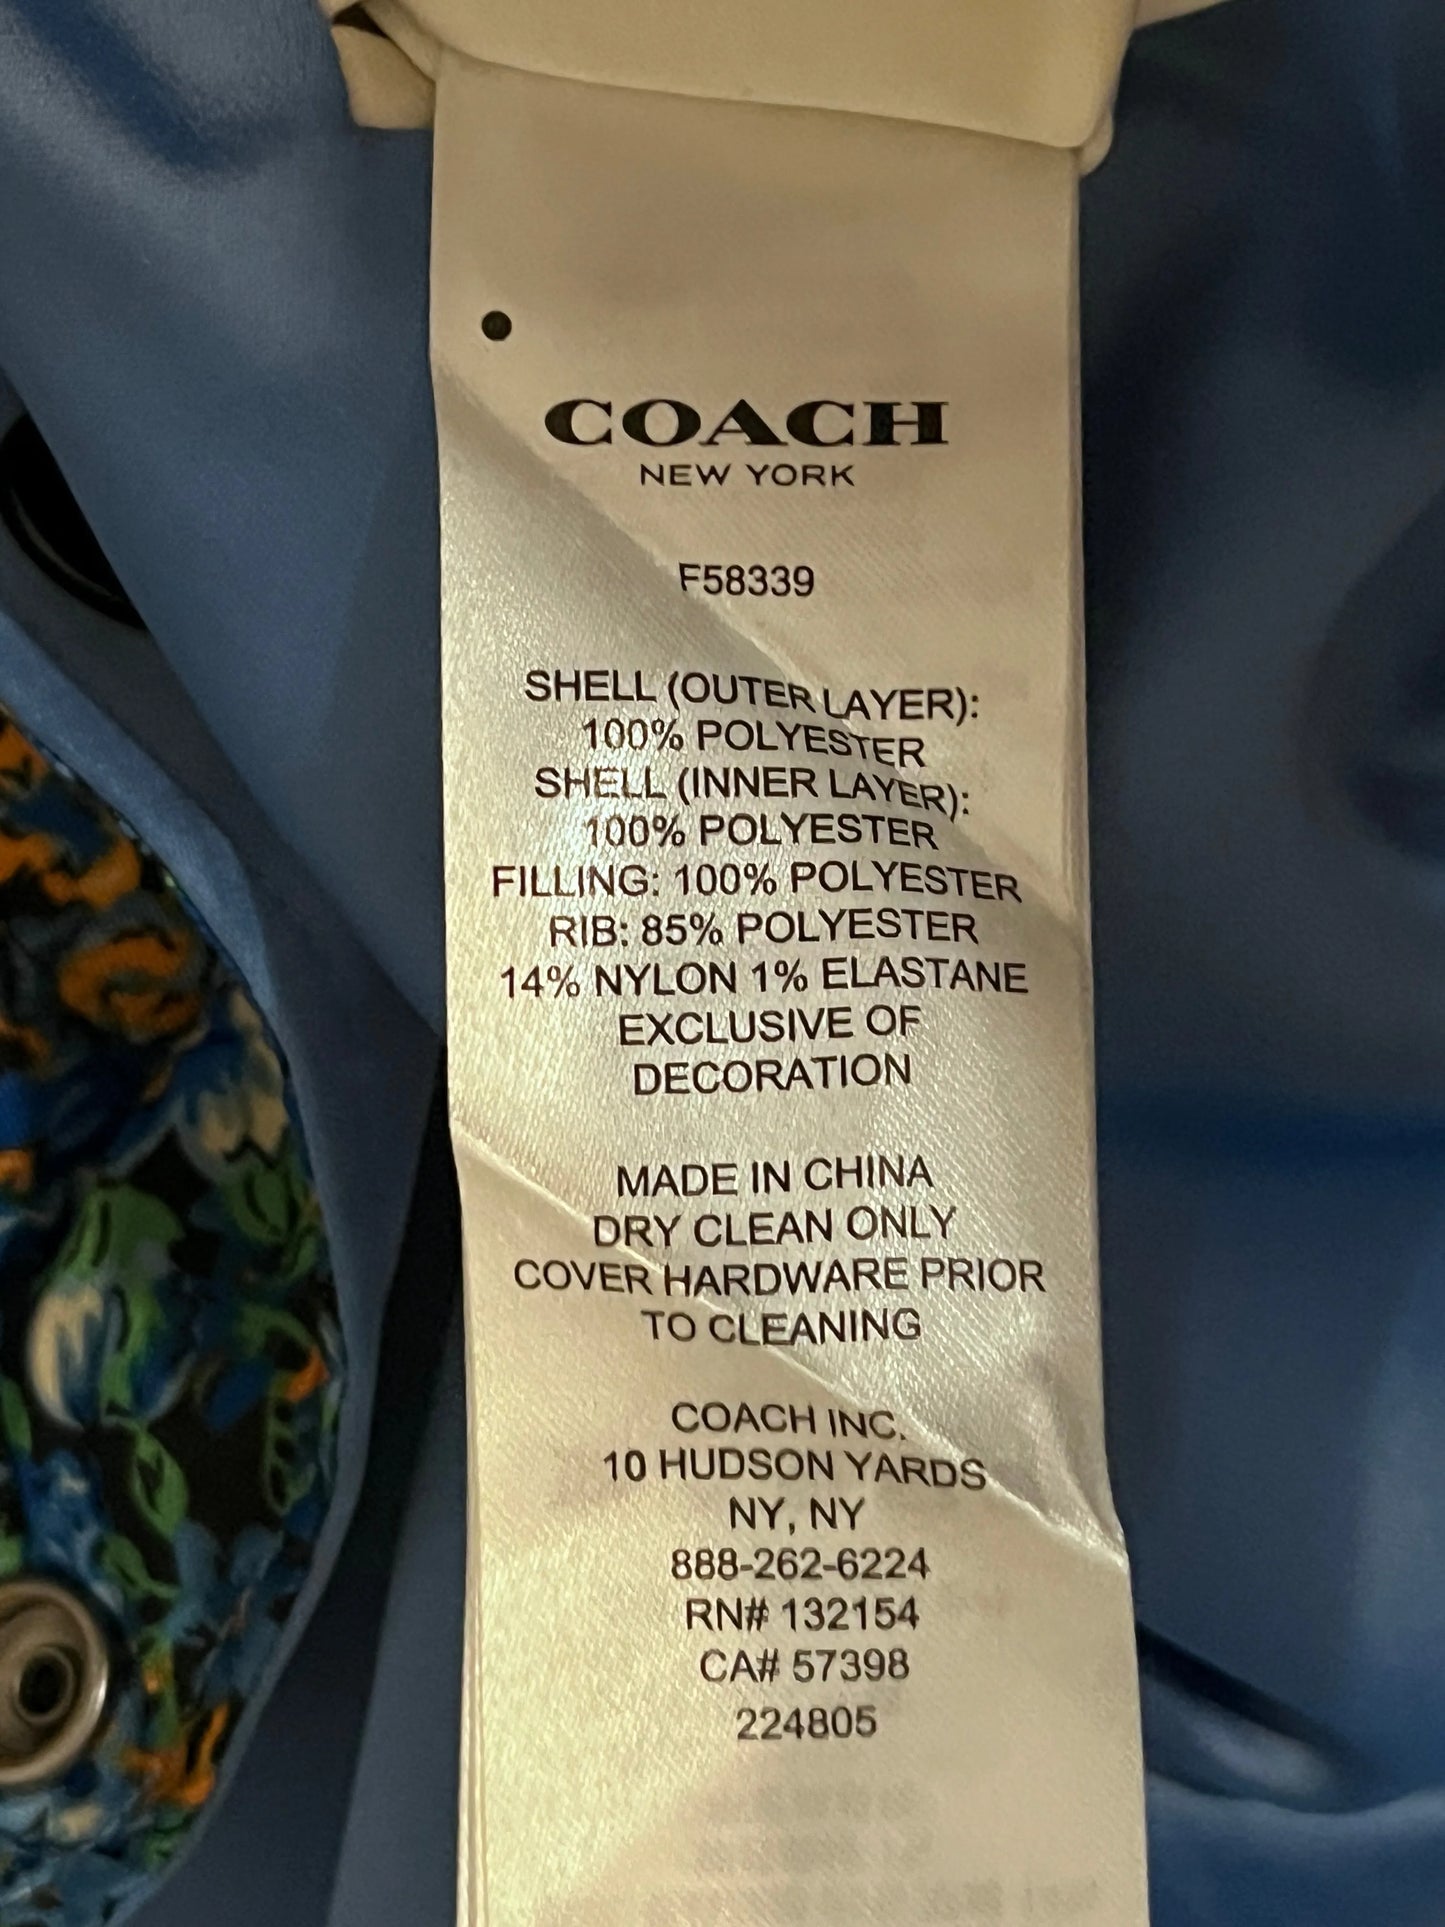 COACH
NEW YORK
F58339
SHELL (OUTER LAYER):
100% POLYESTER
SHELL (INNER LAYER):
100% POLYESTER
FILLING: 100% POLYESTER
RIB: 85% POLYESTER
14% NYLON 1% ELASTANE
EXCLUSIVE OF
DECORATION
MADE IN CHINA
DRY CLEAN ONLY
COVER HARDWARE PRIOR
TO CLEANING
COACH INC.
10 HUDSON YARDS
NY, NY
888-262-6224
RN# 132154
CA# 57398
224805